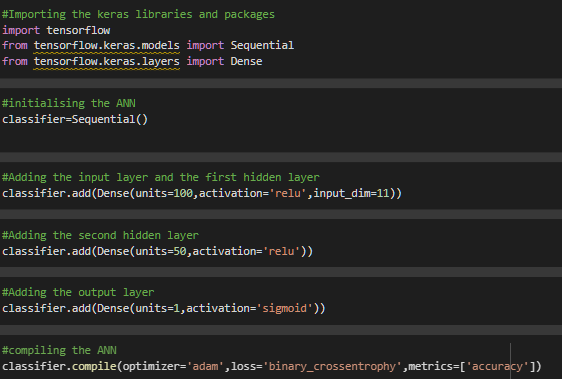 #Importing the keras libraries and packages
import tensorflow
from tensorflow.keras.models import Sequential
from tensorflow.keras.layers import Dense
#initialising the ANN
classifier=Sequential()
#Adding the input layer and the first hidden layer
classifier.add(Dense(units=100,activation='relu',input_dim=11))
#Adding the second hidden layer
classifier.add(Dense(units=50,activation='relu'))
#Adding the output layer
classifier.add(Dense(units=1,activation='sigmoid'))
#compiling the ANN
classifier.compile(optimizer='adam',loss='binary_crossentrophy',metrics=['accuracy'])